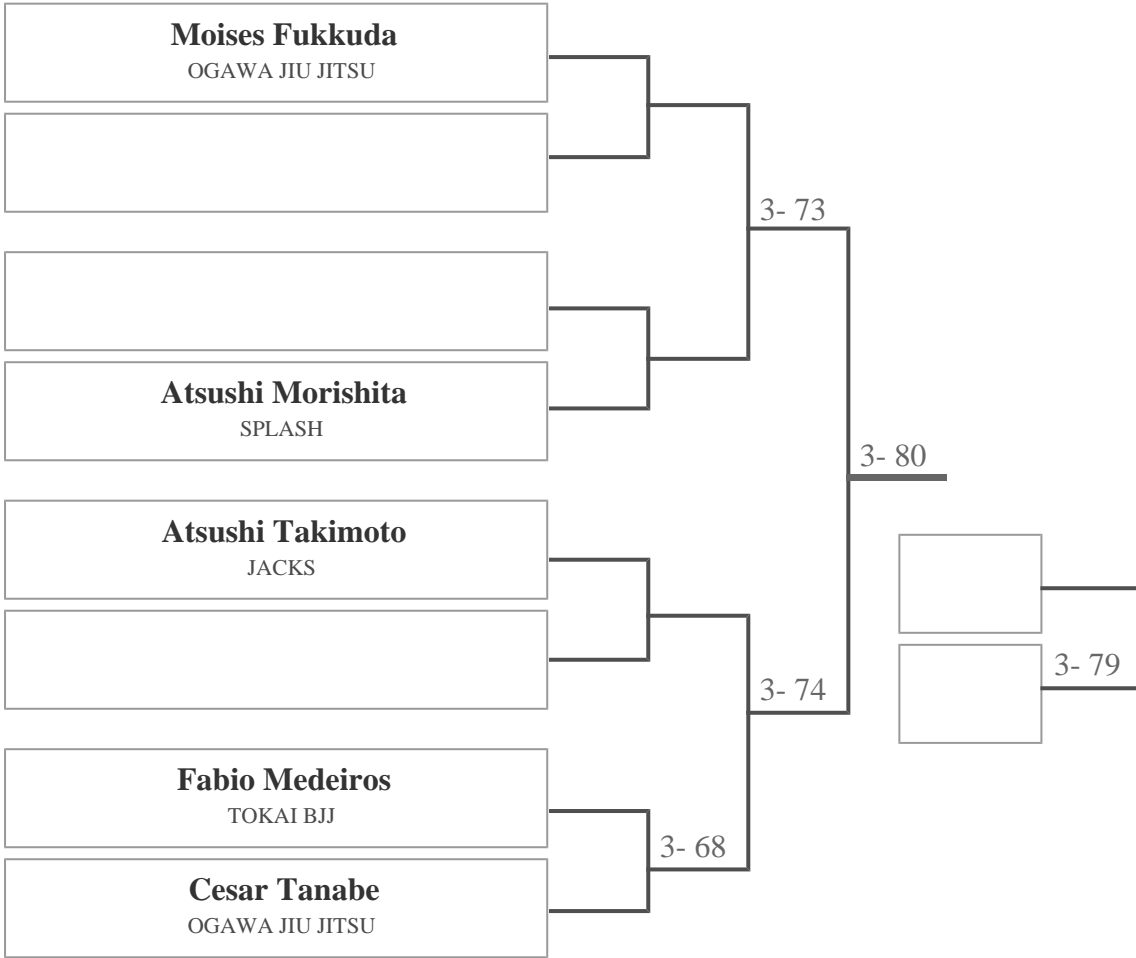 Moises Fukkuda
OGAWA JIU JITSU
3- 73
Atsushi Morishita
SPLASH
3- 80
Atsushi Takimoto
JACKS
3- 79
3- 74
Fabio Medeiros
TOKAI BJJ
3- 68
Cesar Tanabe
OGAWA JIU JITSU